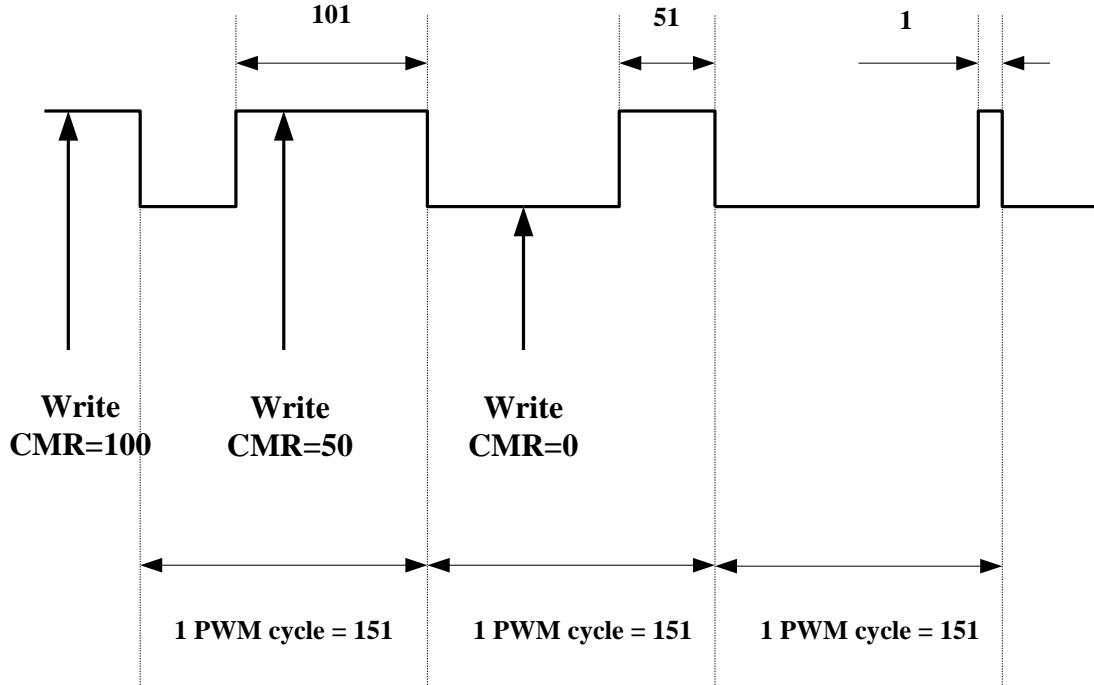 101
51
1
Write
CMR=100
Write
CMR=50
Write
CMR=0
1 PWM cycle = 151
1 PWM cycle = 151
1 PWM cycle = 151